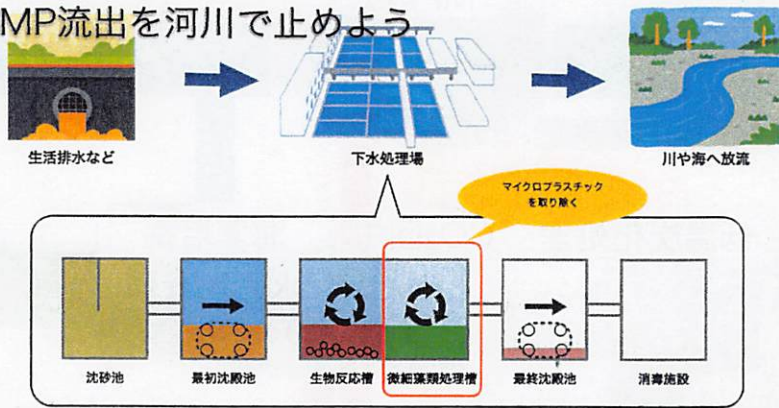 MP流出を河川で止めよう
生活排水など
下水処理場
川や海へ放流
マイクロプラスチック
を取り除く
沈砂池
最初沈殿池
生物反応槽
微細藻類処理槽
最終沈殿池
消毒施設